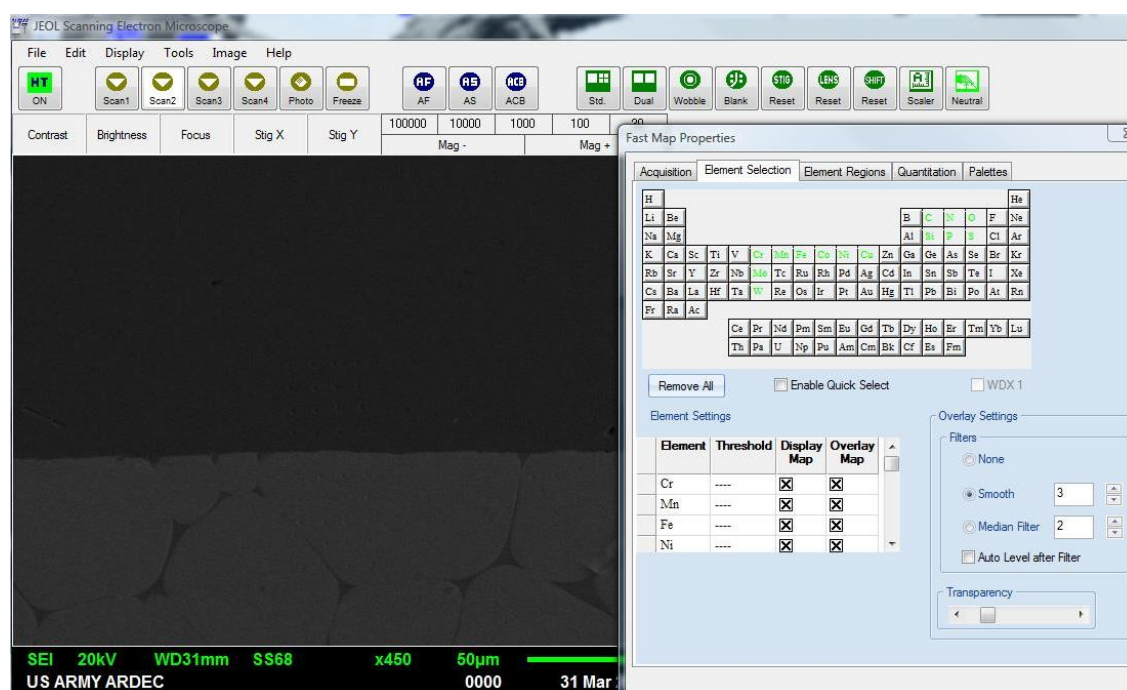 JEOL Scanning Electron Microscope
File Edit Display Tools Image Help
HT
ON Scan1 Scan2 Scan3 Scan4 Photo Freeze AF AS ACB Std. Dual Wobble Blank STIG Reset LENS Reset SHIFT Reset Scaler Neutral
Contrast Brightness Focus Stig X Stig Y 100000 10000 1000 100
Mag - Mag +
Fast Map Properties
Acquisition Element Selection Element Regions Quantitation Palettes
H He
Li Be B C N O F Ne
Na Mg Al Si P S Cl Ar
K Ca Sc Ti V Cr Mn Fe Co Ni Cu Zn Ga Ge As Se Br Kr
Rb Sr Y Zr Nb Mo Tc Ru Rh Pd Ag Cd In Sn Sb Te I Xe
Cs Ba La Hf Ta W Re Os Ir Pt Au Hg Tl Pb Bi Po At Rn
Fr Ra Ac
Ce Pr Nd Pm Sm Eu Gd Tb Dy Ho Er Tm Yb Lu
Th Pa U Np Pu Am Cm Bk Cf Es Fm
Remove All Enable Quick Select WDX 1
Element Settings
Element Threshold Display Map Overlay Map
Cr ----
Mn ----
Fe ----
Ni ----
Overlay Settings
Filters
None
Smooth 3
Median Filter 2
Auto Level after Filter
Transparency
SEI 20kV WD31mm SS68 x450 50µm
US ARMY ARDEC 0000 31 Mar